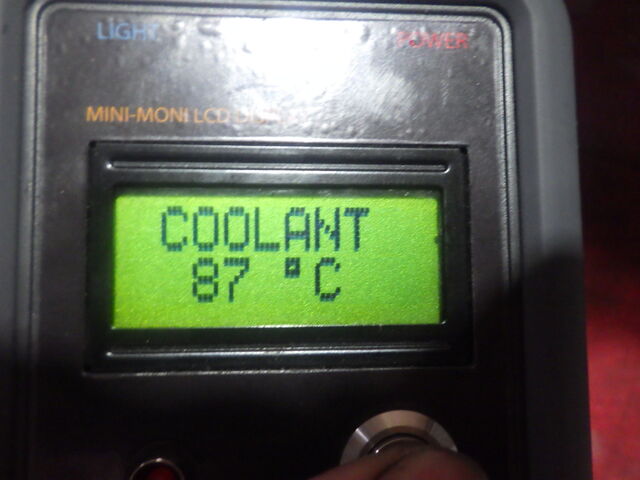 LIGHT
POWER
MINI-MONI LCD
COOLANT
87 °C